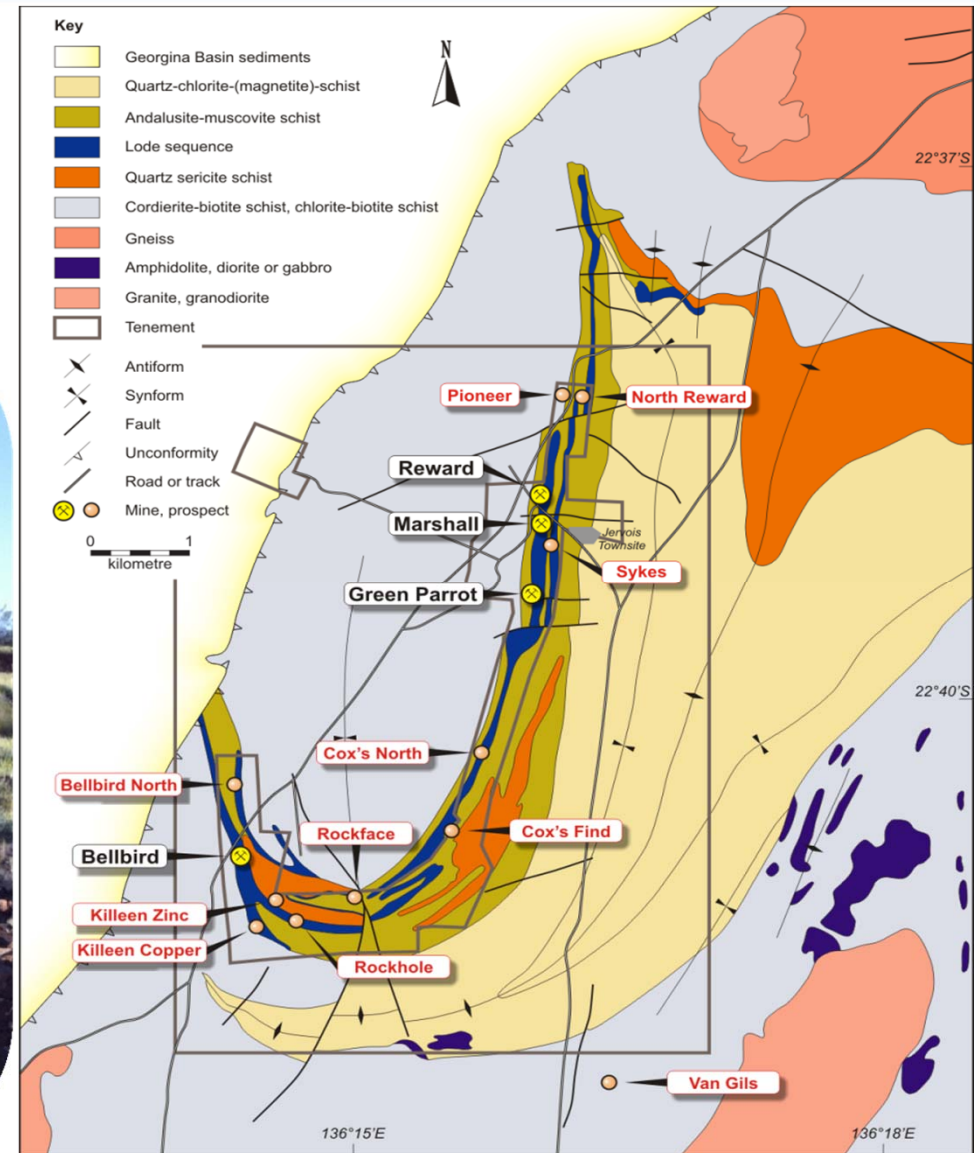 Key
Georgina Basin sediments
Quartz-chlorite-(magnetite)-schist
Andalusite-muscovite schist
Lode sequence
Quartz sericite schist
Cordierite-biotite schist, chlorite-biotite schist
Gneiss
Amphidolite, diorite or gabbro
Granite, granodiorite
Tenement
Antiform
Synform
Fault
Unconformity
Road or track
Mine, prospect
0 1
kilometre
N
22°37'S
Pioneer
North Reward
Reward
Marshall
Jervois
Townsite
Sykes
Green Parrot
22°40'S
Cox's North
Bellbird North
Rockface
Cox's Find
Bellbird
Killeen Zinc
Killeen Copper
Rockhole
Van Gils
136°15'E
136°18'E